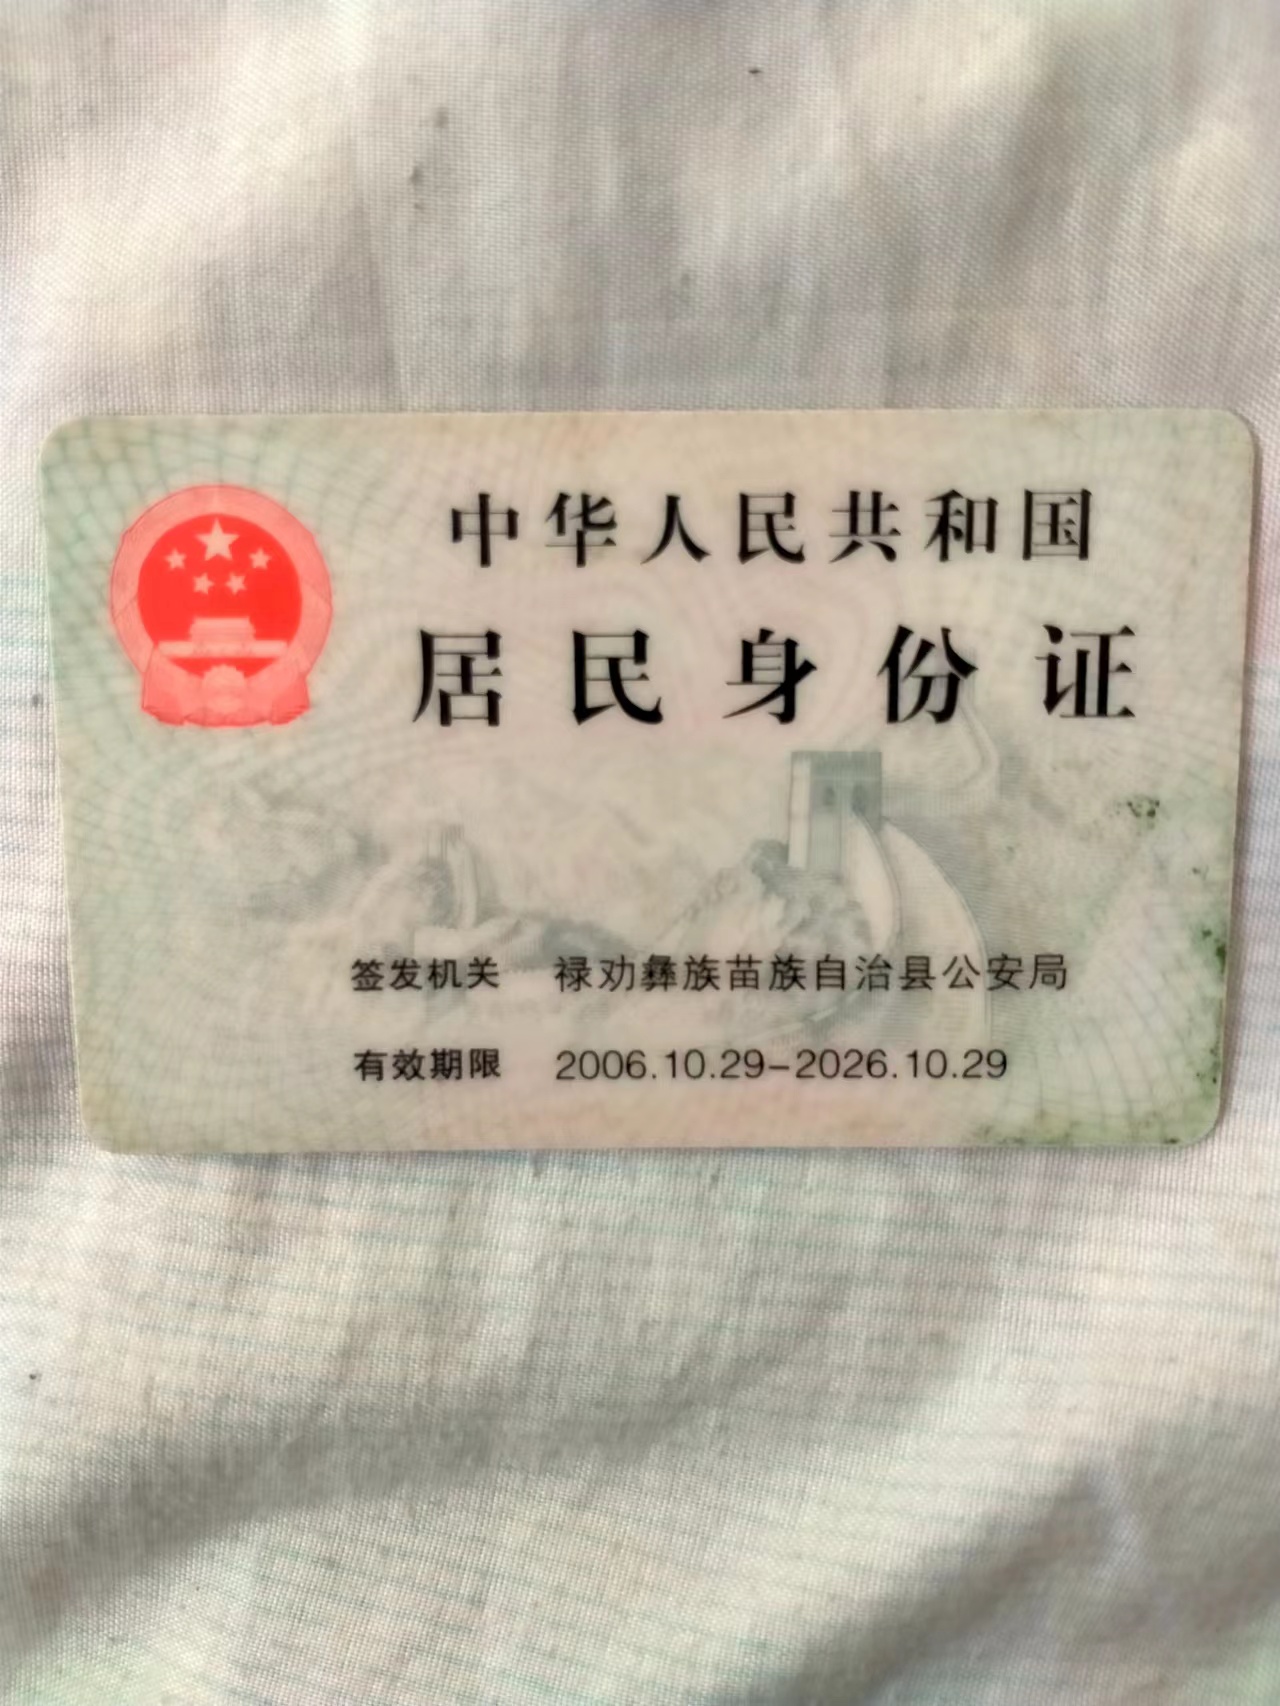 中华人民共和国
居民身份证
签发机关 禄劝彝族苗族自治县公安局
有效期限 2006.10.29-2026.10.29